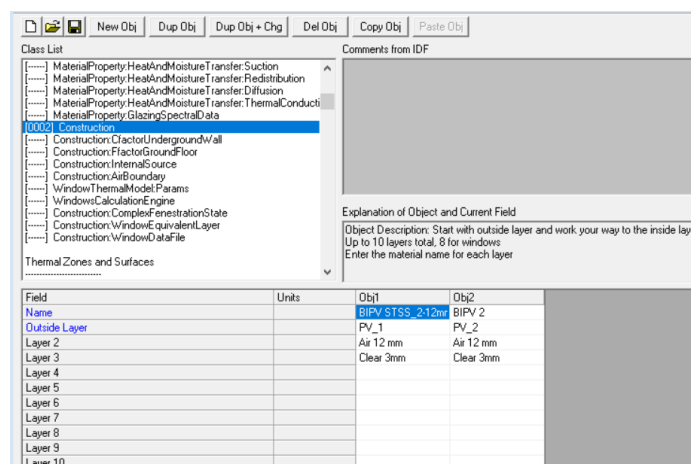 New Obj Dup Obj Dup Obj + Chg Del Obj Copy Obj Paste Obj
Class List
[------] MaterialProperty:HeatAndMoistureTransfer:Suction
[------] MaterialProperty:HeatAndMoistureTransfer:Redistribution
[------] MaterialProperty:HeatAndMoistureTransfer:Diffusion
[------] MaterialProperty:HeatAndMoistureTransfer:ThermalConducti
[------] MaterialProperty:GlazingSpectralData
[0002] Construction
[------] Construction:CfactorUndergroundWall
[------] Construction:FfactorGroundFloor
[------] Construction:InternalSource
[------] Construction:AirBoundary
[------] WindowThermalModel:Params
[------] WindowsCalculationEngine
[------] Construction:ComplexFenestrationState
[------] Construction:WindowEquivalentLayer
[------] Construction:WindowDataFile
Thermal Zones and Surfaces
-------------------------
Comments from IDF
Explanation of Object and Current Field
Object Description: Start with outside layer and work your way to the inside lay
Up to 10 layers total, 8 for windows
Enter the material name for each layer
Field Units Obj1 Obj2
Name BIPV STSS_2-12mr BIPV 2
Outside Layer PV_1 PV_2
Layer 2 Air 12 mm Air 12 mm
Layer 3 Clear 3mm Clear 3mm
Layer 4
Layer 5
Layer 6
Layer 7
Layer 8
Layer 9
Layer 10